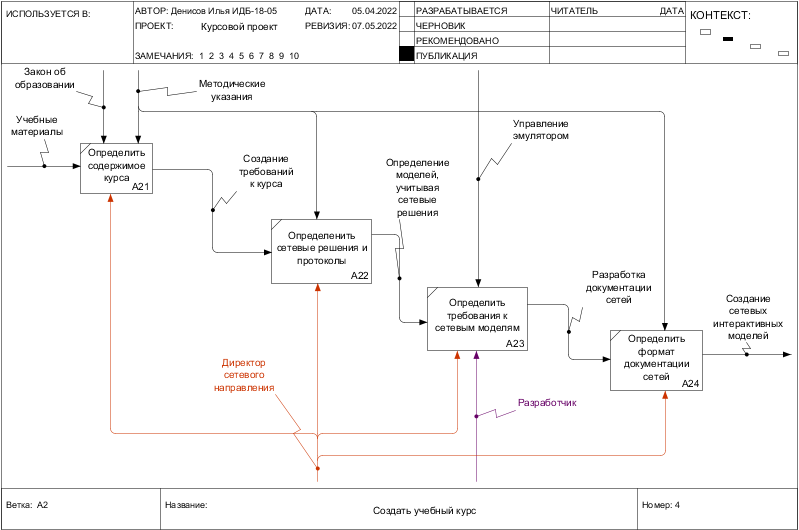 ИСПОЛЬЗУЕТСЯ В:
АВТОР: Денисов Илья ИДБ-18-05
ДАТА: 05.04.2022
ПРОЕКТ: Курсовой проект
РЕВИЗИЯ: 07.05.2022
ЗАМЕЧАНИЯ: 1 2 3 4 5 6 7 8 9 10
РАЗРАБАТЫВАЕТСЯ
ЧЕРНОВИК
РЕКОМЕНДОВАНО
ПУБЛИКАЦИЯ
ЧИТАТЕЛЬ
ДАТА
КОНТЕКСТ:
Закон об
образовании
Методические
указания
Учебные
материалы
Определить
содержимое
курса
A21
Создание
требований
к курса
Управление
эмулятором
Определение
моделей,
учитывая
сетевые
решения
Определенить
сетевые решения и
протоколы
A22
Определить
требования к
сетевым моделям
A23
Разработка
документации
сетей
Определить
формат
документации
сетей
A24
Создание
сетевых
интерактивных
моделей
Директор
сетевого
направления
Разработчик
Ветка: A2
Название:
Создать учебный курс
Номер: 4